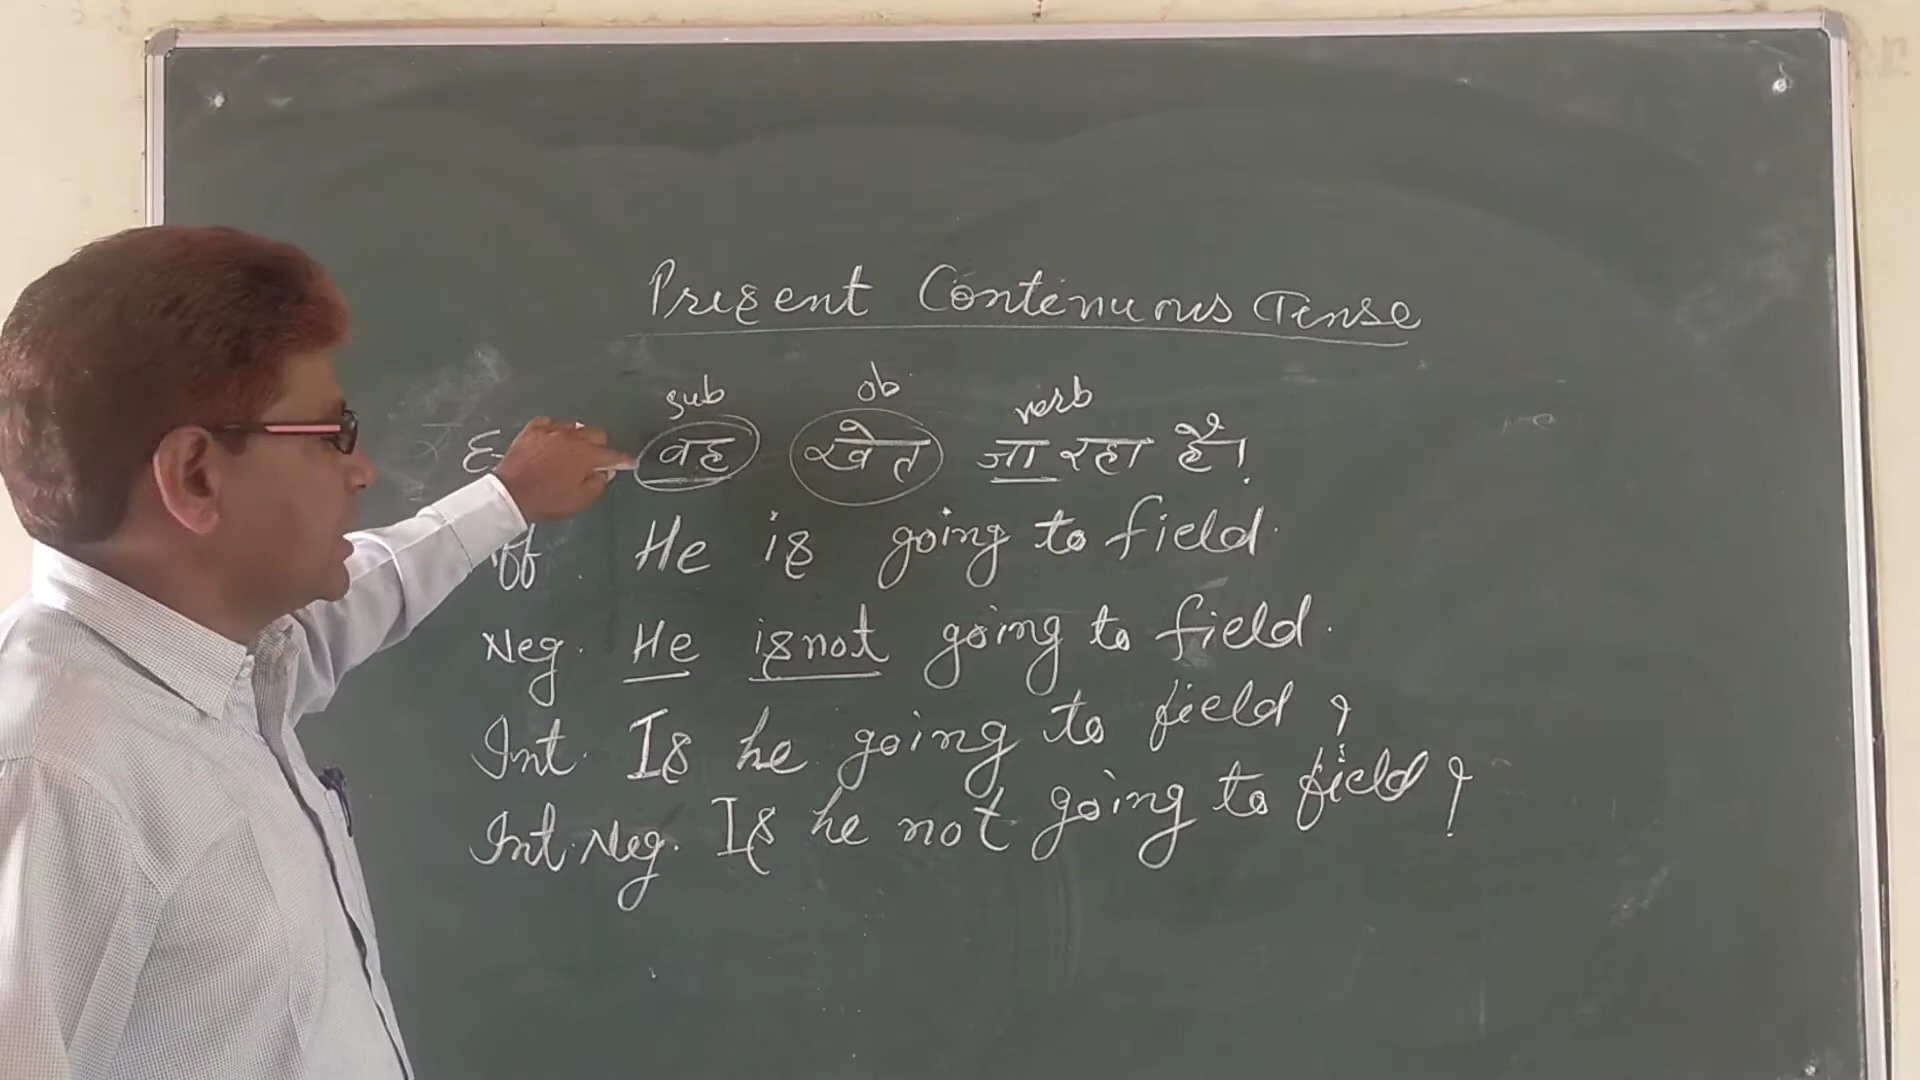 Present Continuous Tense
sub ob verb
वह खेत जा रहा है।
He is going to field.
Neg. He is not going to field.
Int. Is he going to field?
Int. Neg. Is he not going to field?